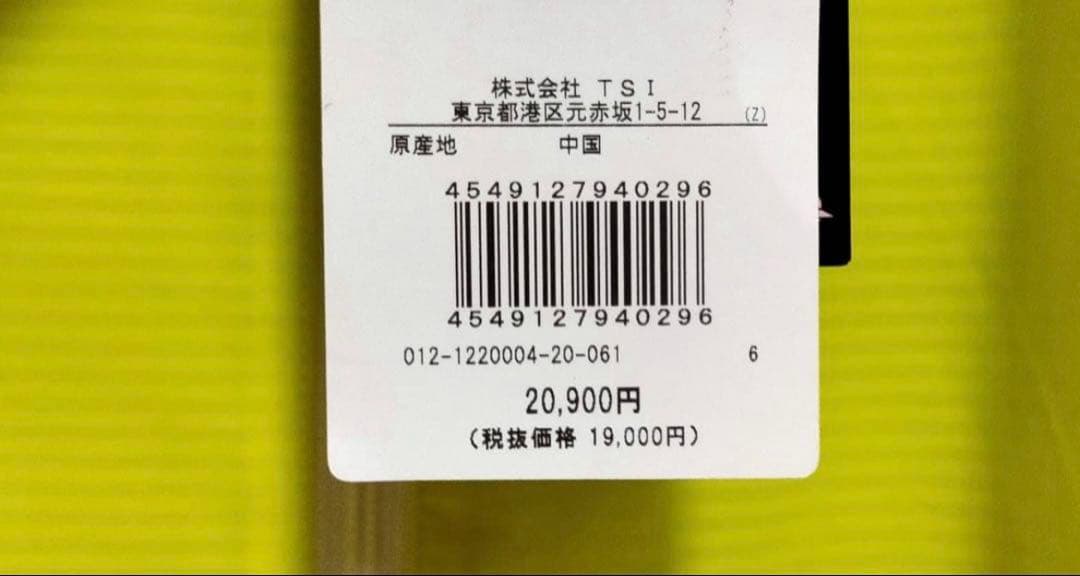 株式会社 TSI
東京都港区元赤坂1-5-12 (Z)
原産地 中国
4549127940296
4549127940296
012-1220004-20-061 6
20,900円
(税抜価格 19,000円)